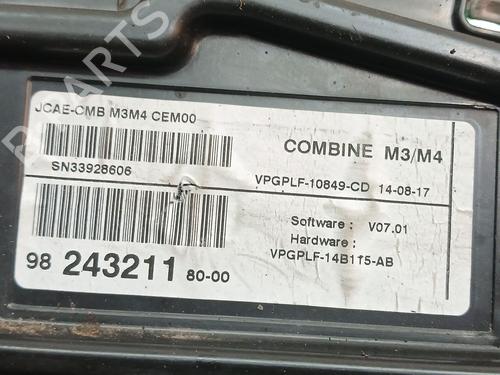 JCAE-CMB M3M4 CEM00
COMBINE M3/M4
SN33928606
VPGPLF-10849-CD 14-08-17
Software : V07.01
Hardware :
VPGPLF-14B115-AB
98 243211 80-00
B-PARTS